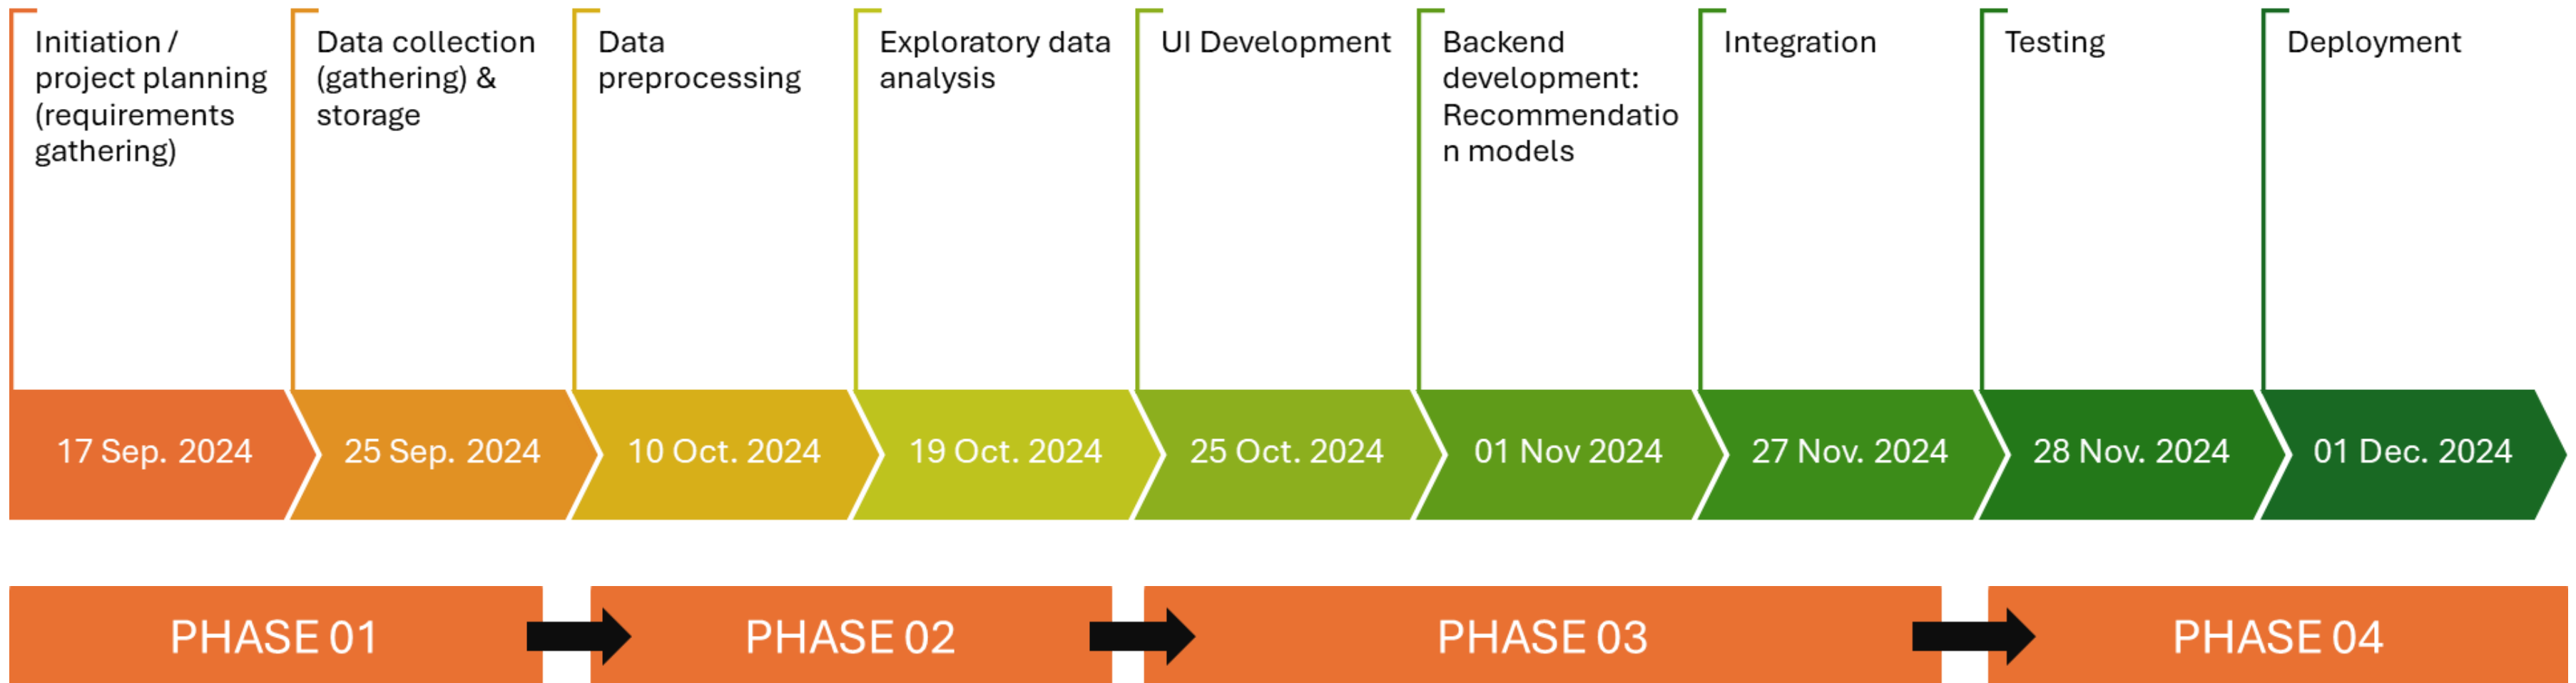 Initiation /
project planning
(requirements
gathering)
Data collection
(gathering) &
storage
Data
preprocessing
Exploratory data
analysis
UI Development
Backend
development:
Recommendatio
n models
Integration
Testing
Deployment
17 Sep. 2024
25 Sep. 2024
10 Oct. 2024
19 Oct. 2024
25 Oct. 2024
01 Nov 2024
27 Nov. 2024
28 Nov. 2024
01 Dec. 2024
PHASE 01
PHASE 02
PHASE 03
PHASE 04